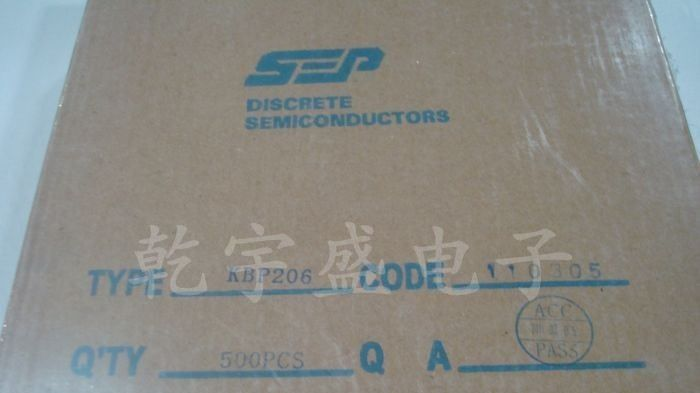 SEP
DISCRETE
SEMICONDUCTORS
乾宇盛电子
TYPE KBP206 CODE 110305
Q'TY 500PCS Q A
ACC
PASS